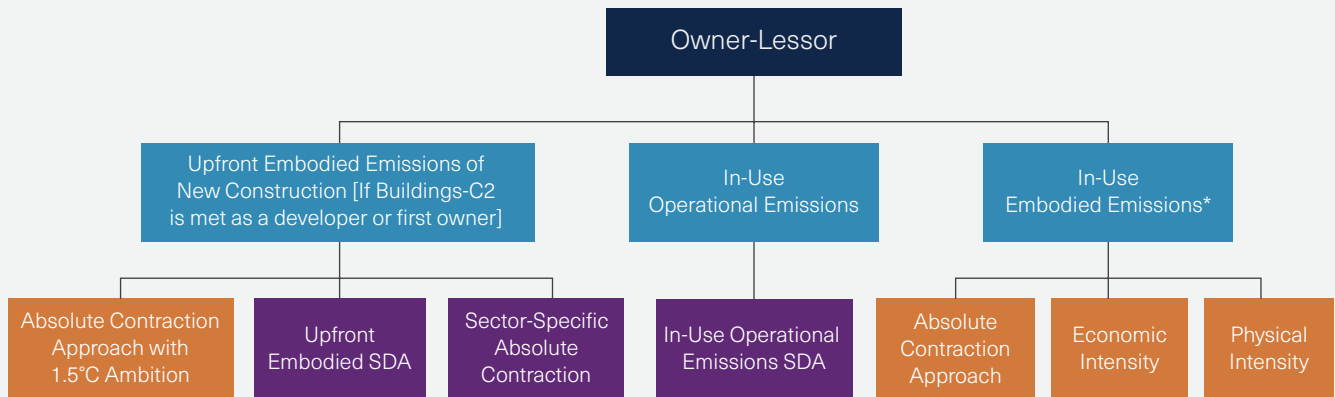 Owner-Lessor
Upfront Embodied Emissions of
New Construction [If Buildings-C2
is met as a developer or first owner]
In-Use
Operational Emissions
In-Use
Embodied Emissions*
Absolute Contraction
Approach with
1.5°C Ambition
Upfront
Embodied SDA
Sector-Specific
Absolute
Contraction
In-Use Operational
Emissions SDA
Absolute
Contraction
Approach
Economic
Intensity
Physical
Intensity